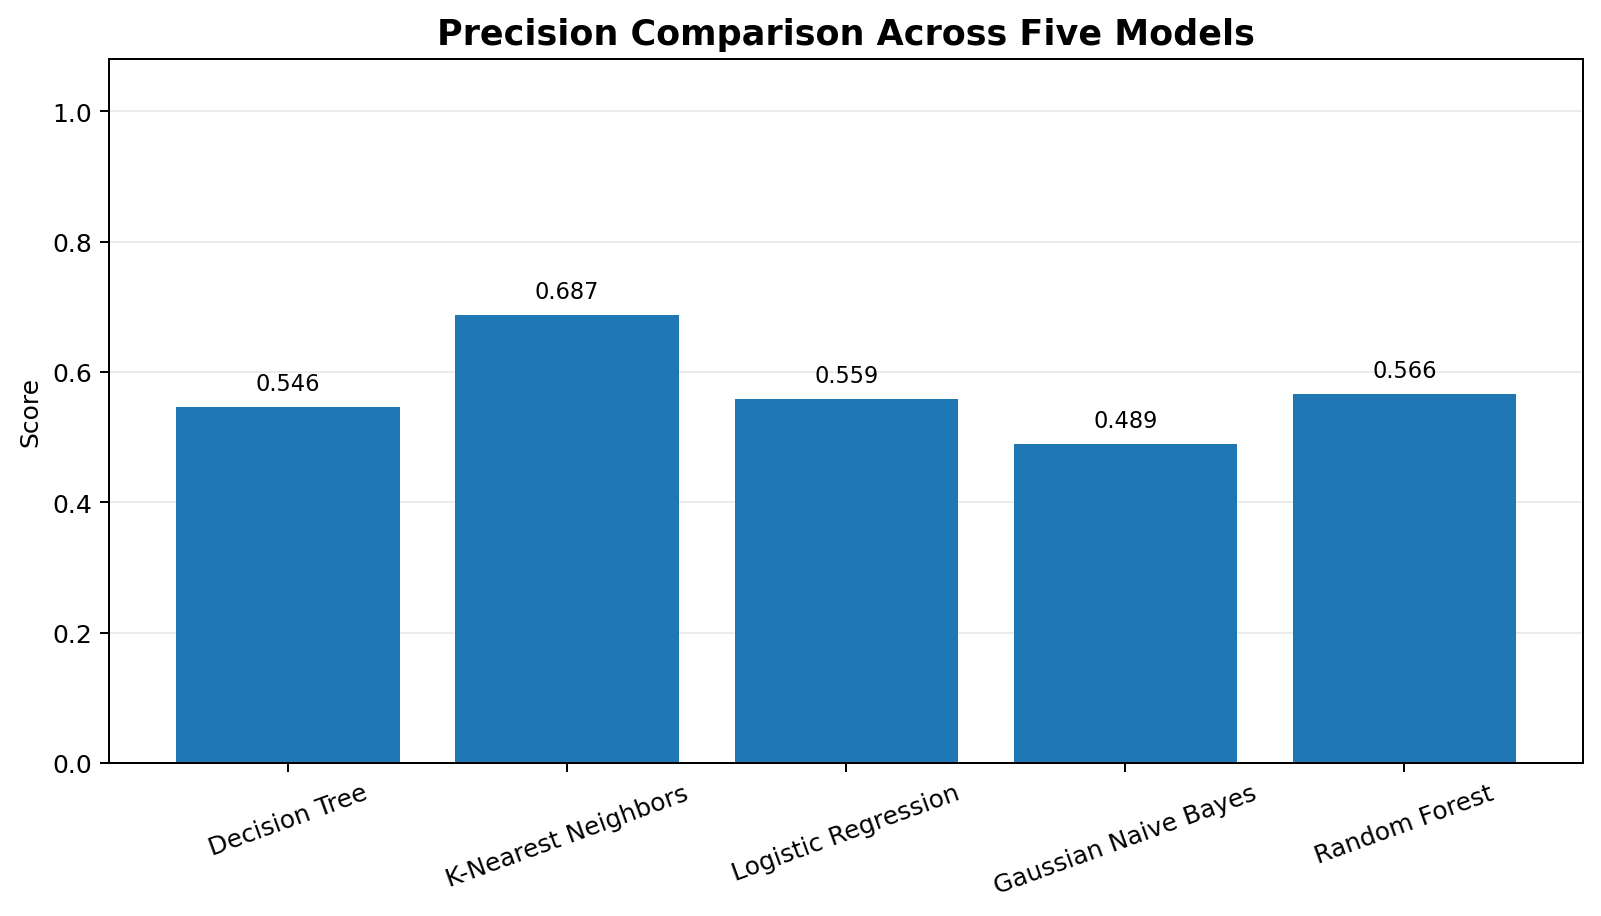 Precision Comparison Across Five Models
Score
1.0
0.8
0.6
0.4
0.2
0.0
0.546
0.687
0.559
0.489
0.566
Decision Tree
K-Nearest Neighbors
Logistic Regression
Gaussian Naive Bayes
Random Forest